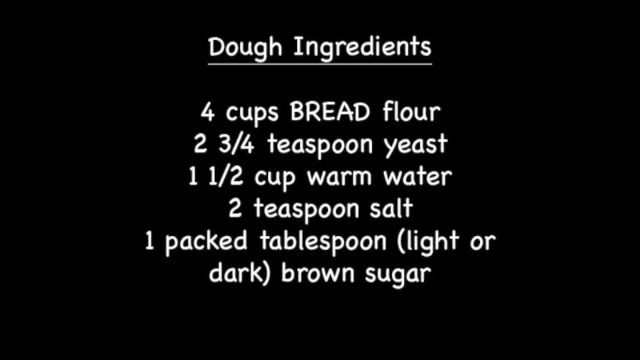 Dough Ingredients
4 cups BREAD flour
2 3/4 teaspoon yeast
1 1/2 cup warm water
2 teaspoon salt
1 packed tablespoon (light or
dark) brown sugar